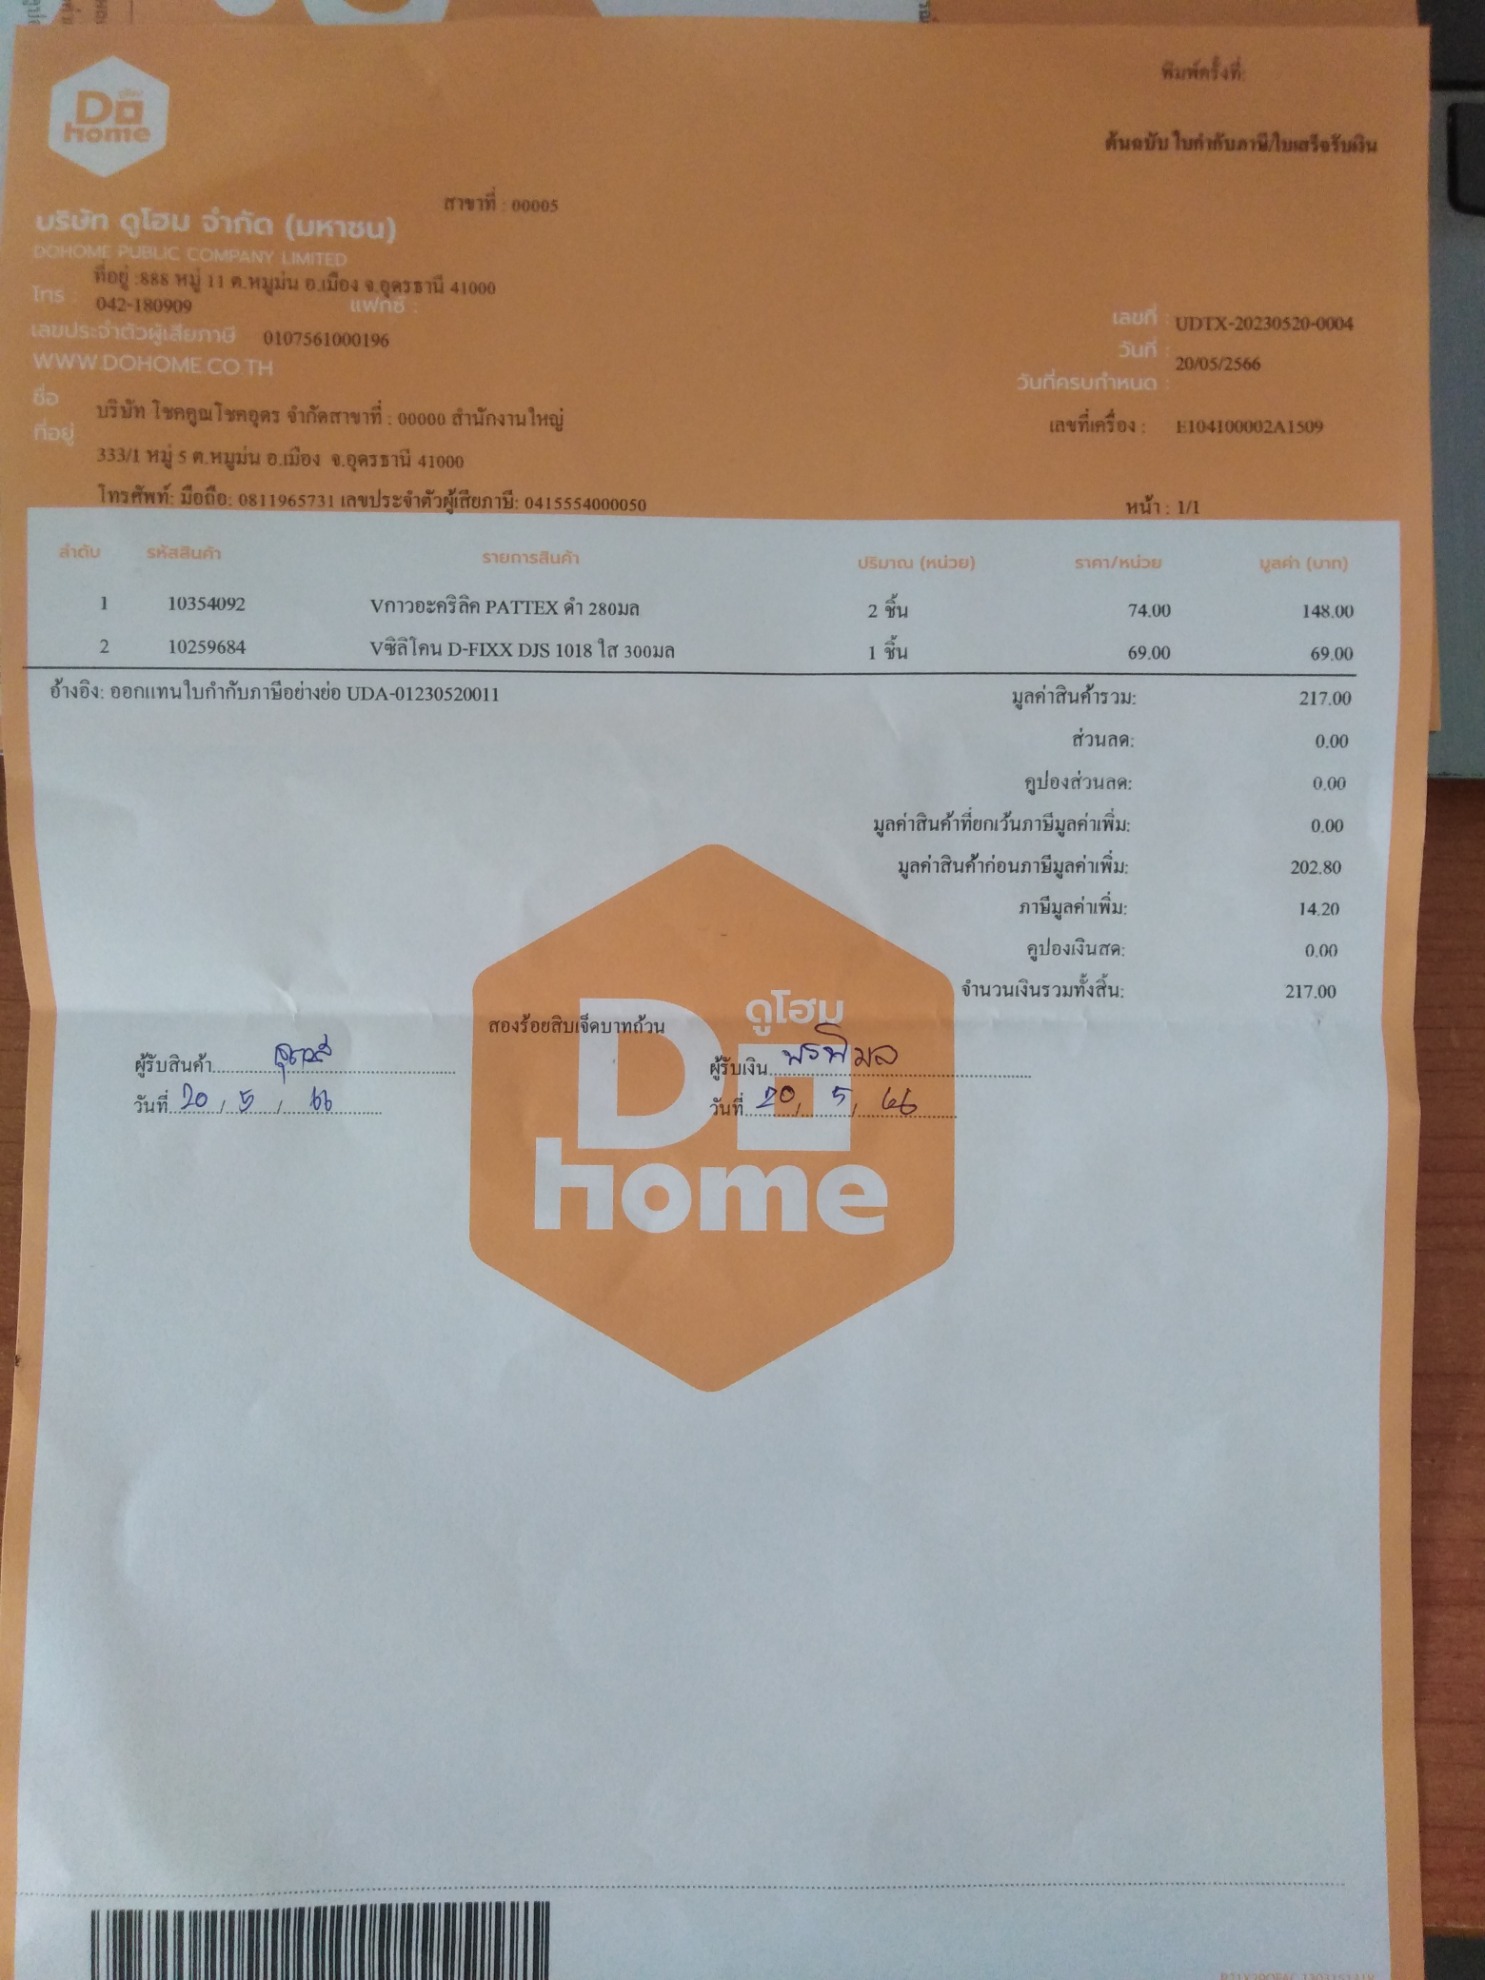 ดูโฮม
Do
home
พิมพ์ครั้งที่:
ต้นฉบับ ใบกำกับภาษี/ใบเสร็จรับเงิน
สาขาที่ : 00005
บริษัท ดูโฮม จำกัด (มหาชน)
DOHOME PUBLIC COMPANY LIMITED
ที่อยู่ :888 หมู่ 11 ต.หมูม่น อ.เมือง จ.อุดรธานี 41000
โทร : 042-180909 แฟกซ์ :
เลขประจำตัวผู้เสียภาษี 0107561000196
WWW.DOHOME.CO.TH
เลขที่ : UDTX-20230520-0004
วันที่ : 20/05/2566
วันที่ครบกำหนด :
ชื่อ บริษัท โชคคูณโชคอุดร จำกัดสาขาที่ : 00000 สำนักงานใหญ่
เลขที่เครื่อง : E104100002A1509
ที่อยู่ 333/1 หมู่ 5 ต.หมูม่น อ.เมือง จ.อุดรธานี 41000
โทรศัพท์: มือถือ: 0811965731 เลขประจำตัวผู้เสียภาษี: 0415554000050
หน้า : 1/1
ลำดับ รหัสสินค้า รายการสินค้า ปริมาณ (หน่วย) ราคา/หน่วย มูลค่า (บาท)
1 10354092 Vกาวอะคริลิค PATTEX ดำ 280มล 2 ชิ้น 74.00 148.00
2 10259684 Vซิลิโคน D-FIXX DJS 1018 ใส 300มล 1 ชิ้น 69.00 69.00
อ้างอิง: ออกแทนใบกำกับภาษีอย่างย่อ UDA-01230520011 มูลค่าสินค้ารวม: 217.00
ส่วนลด: 0.00
คูปองส่วนลด: 0.00
มูลค่าสินค้าที่ยกเว้นภาษีมูลค่าเพิ่ม: 0.00
มูลค่าสินค้าก่อนภาษีมูลค่าเพิ่ม: 202.80
ภาษีมูลค่าเพิ่ม: 14.20
คูปองเงินสด: 0.00
จำนวนเงินรวมทั้งสิ้น: 217.00
สองร้อยสิบเจ็ดบาทถ้วน
ผู้รับสินค้า ผู้รับเงิน พรพิมล
วันที่ 20 / 5 / 66 วันที่ 20 / 5 / 66
ดูโฮม
Do
home